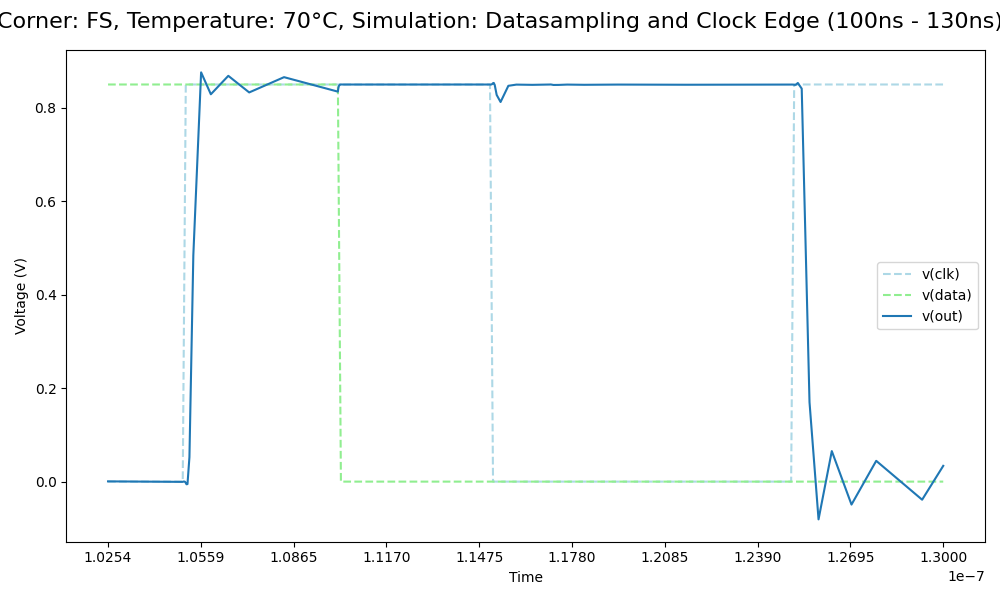 Corner: FS, Temperature: 70°C, Simulation: Datasampling and Clock Edge (100ns - 130ns)
Voltage (V)
0.8
0.6
0.4
0.2
0.0
v(clk)
v(data)
v(out)
1.0254 1.0559 1.0865 1.1170 1.1475 1.1780 1.2085 1.2390 1.2695 1.3000
1e−7
Time